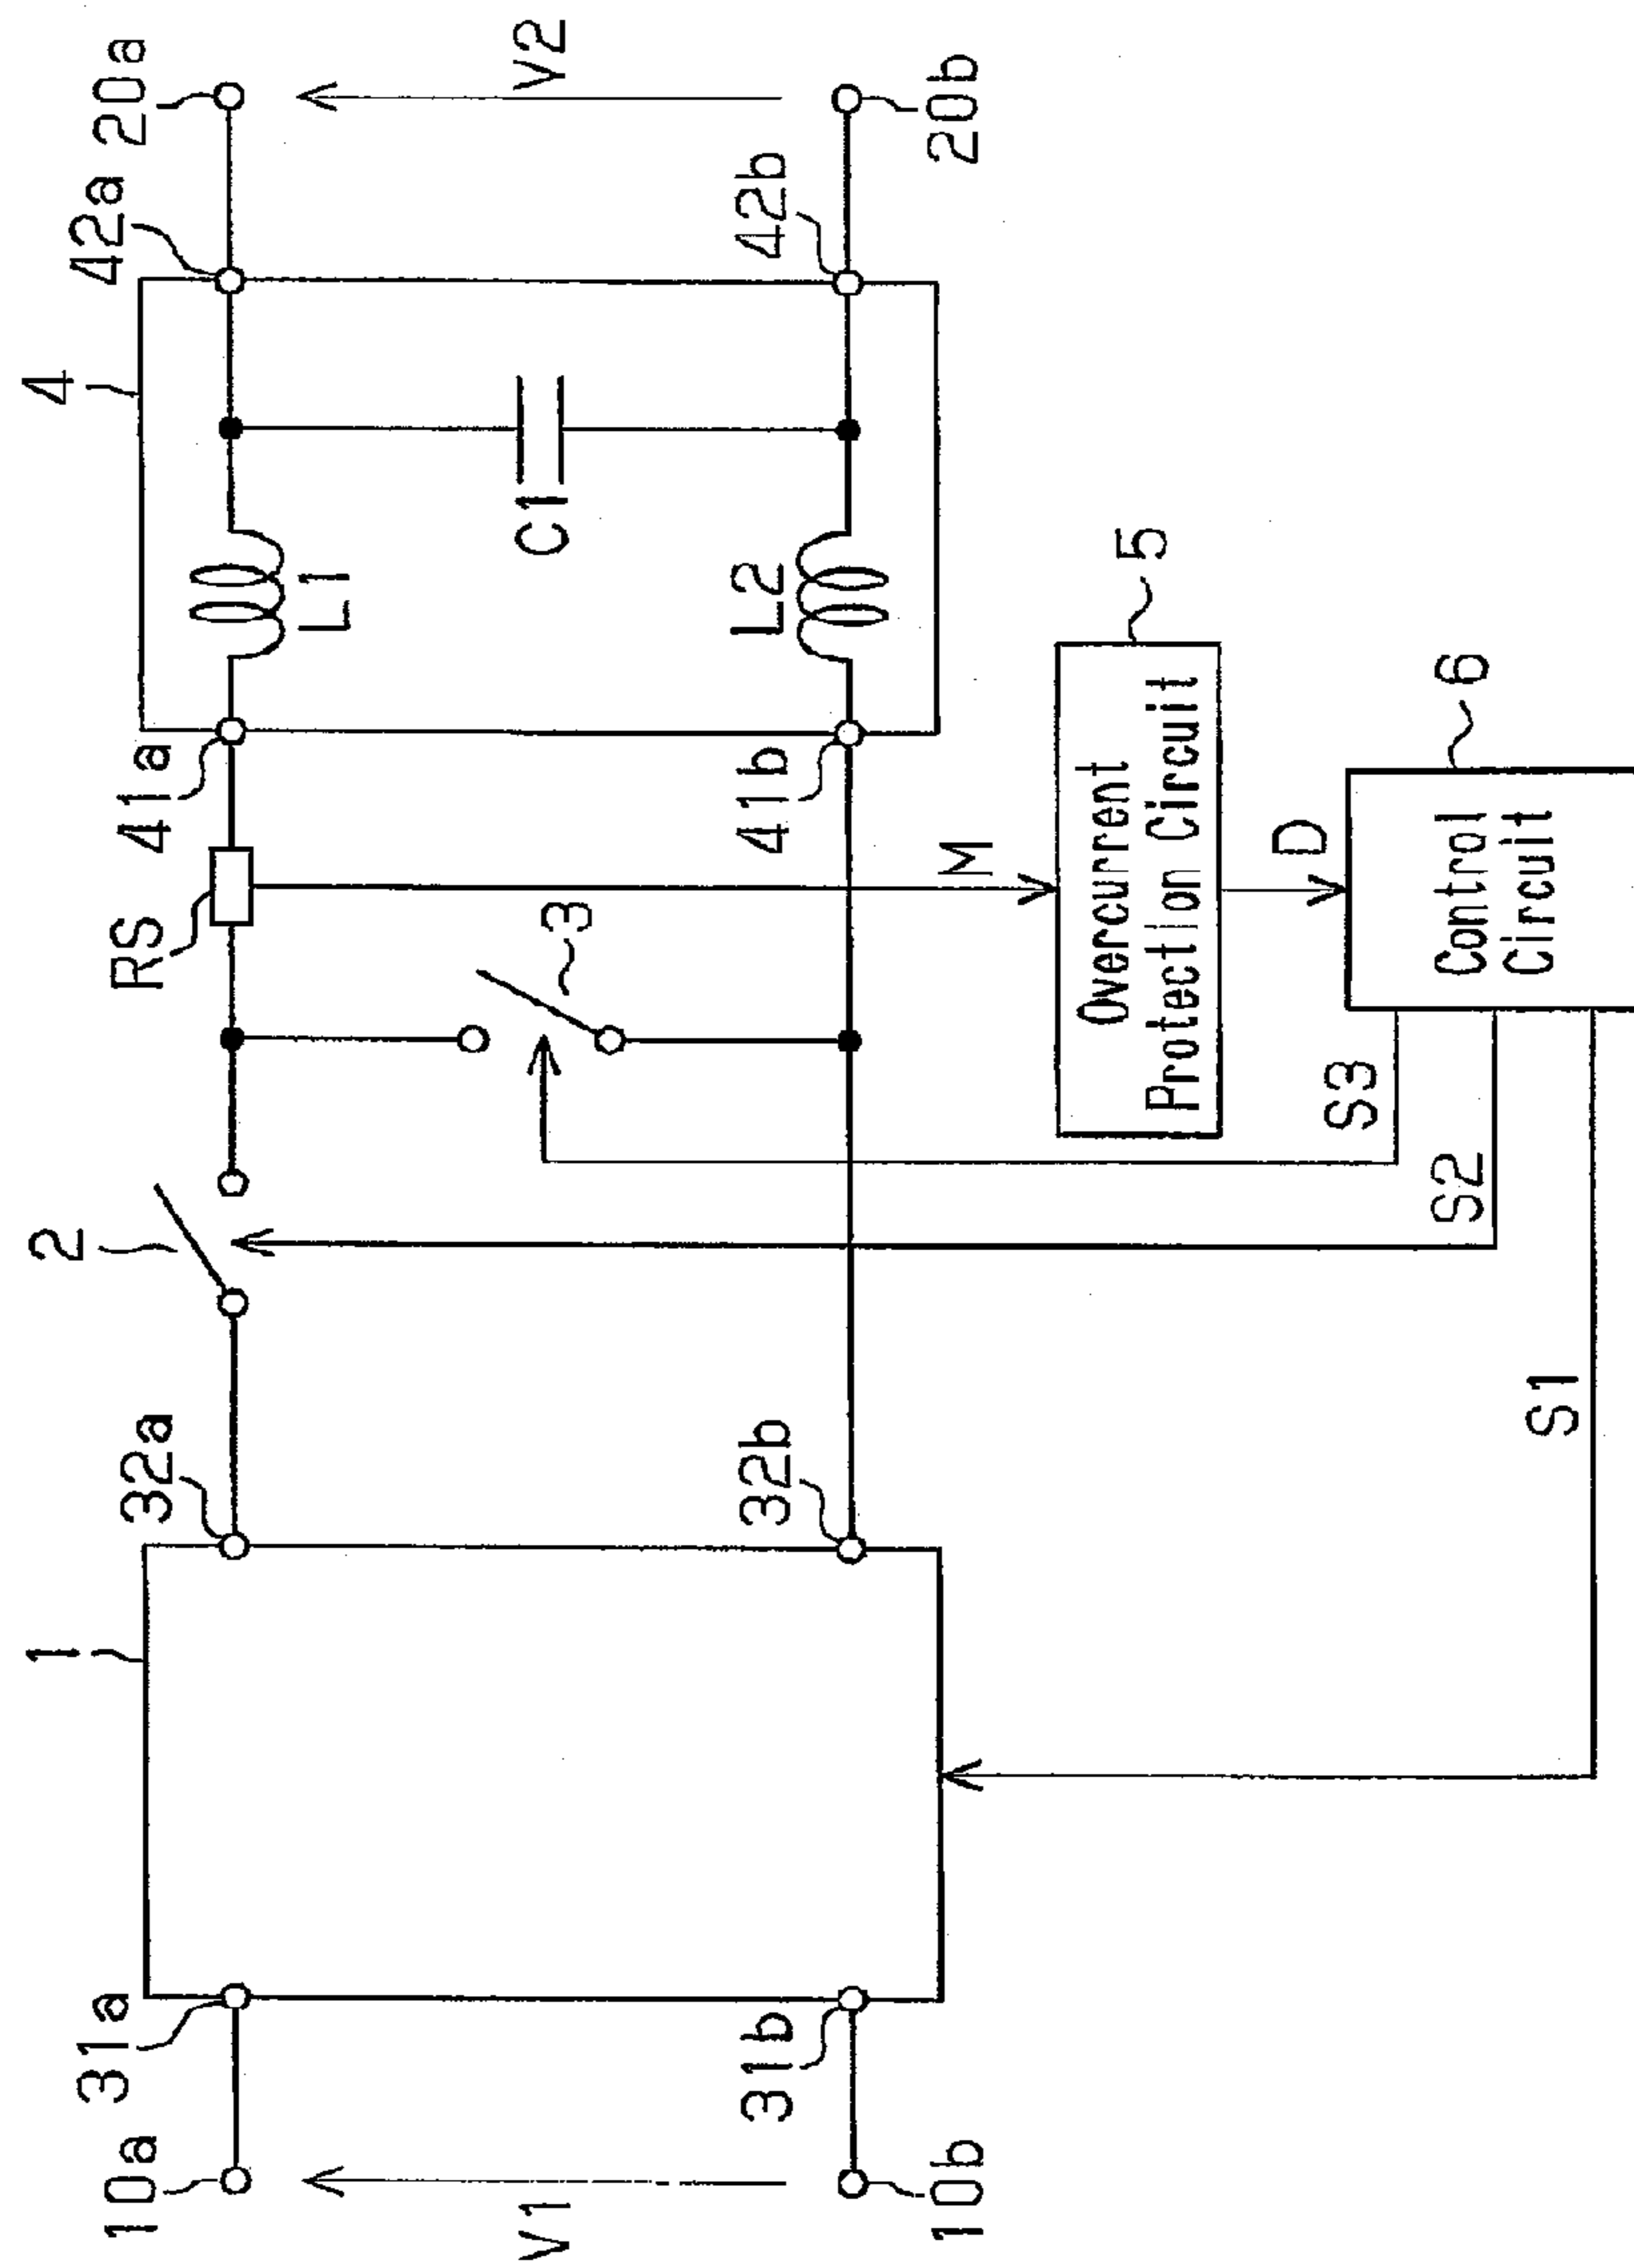 1
2
4
31a
32a
RS
41a
42a
10a
20a
L1
3
C1
V1
V2
L2
31b
32b
41b
42b
10b
20b
M
Overcurrent
Protection Circuit
5
D
S3
S2
S1
Control
Circuit
6